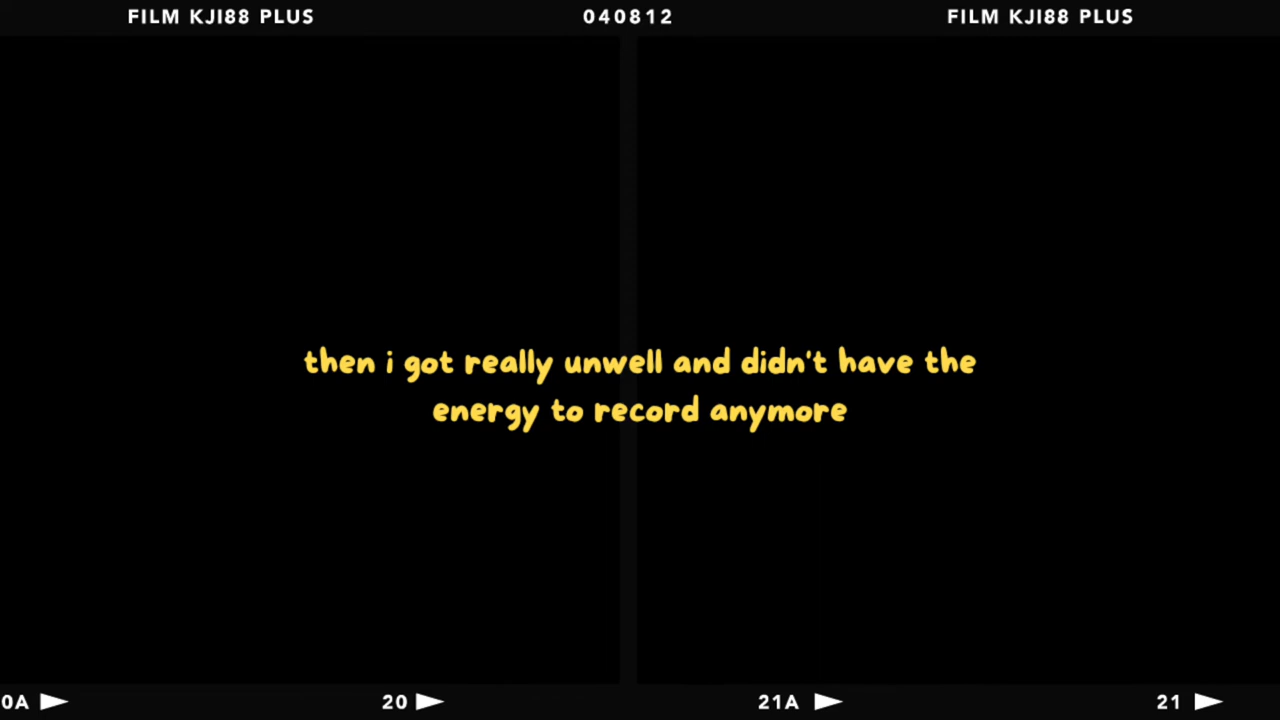 FILM KJI88 PLUS 040812 FILM KJI88 PLUS
then i got really unwell and didn't have the
energy to record anymore
0A 20 21A 21